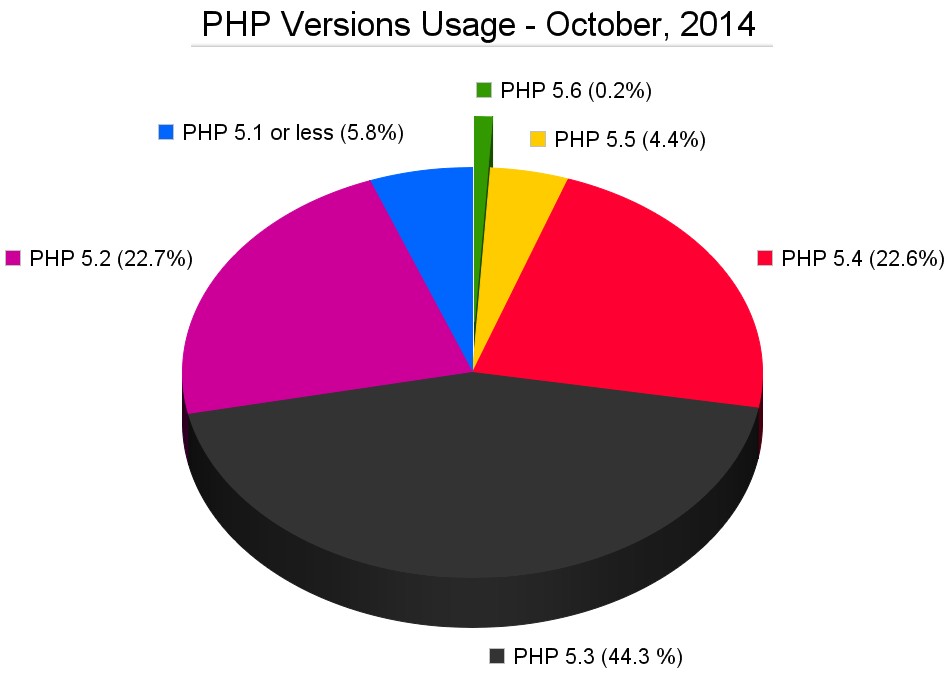 PHP Versions Usage - October, 2014
PHP 5.6 (0.2%)
PHP 5.1 or less (5.8%)
PHP 5.5 (4.4%)
PHP 5.2 (22.7%)
PHP 5.4 (22.6%)
PHP 5.3 (44.3 %)